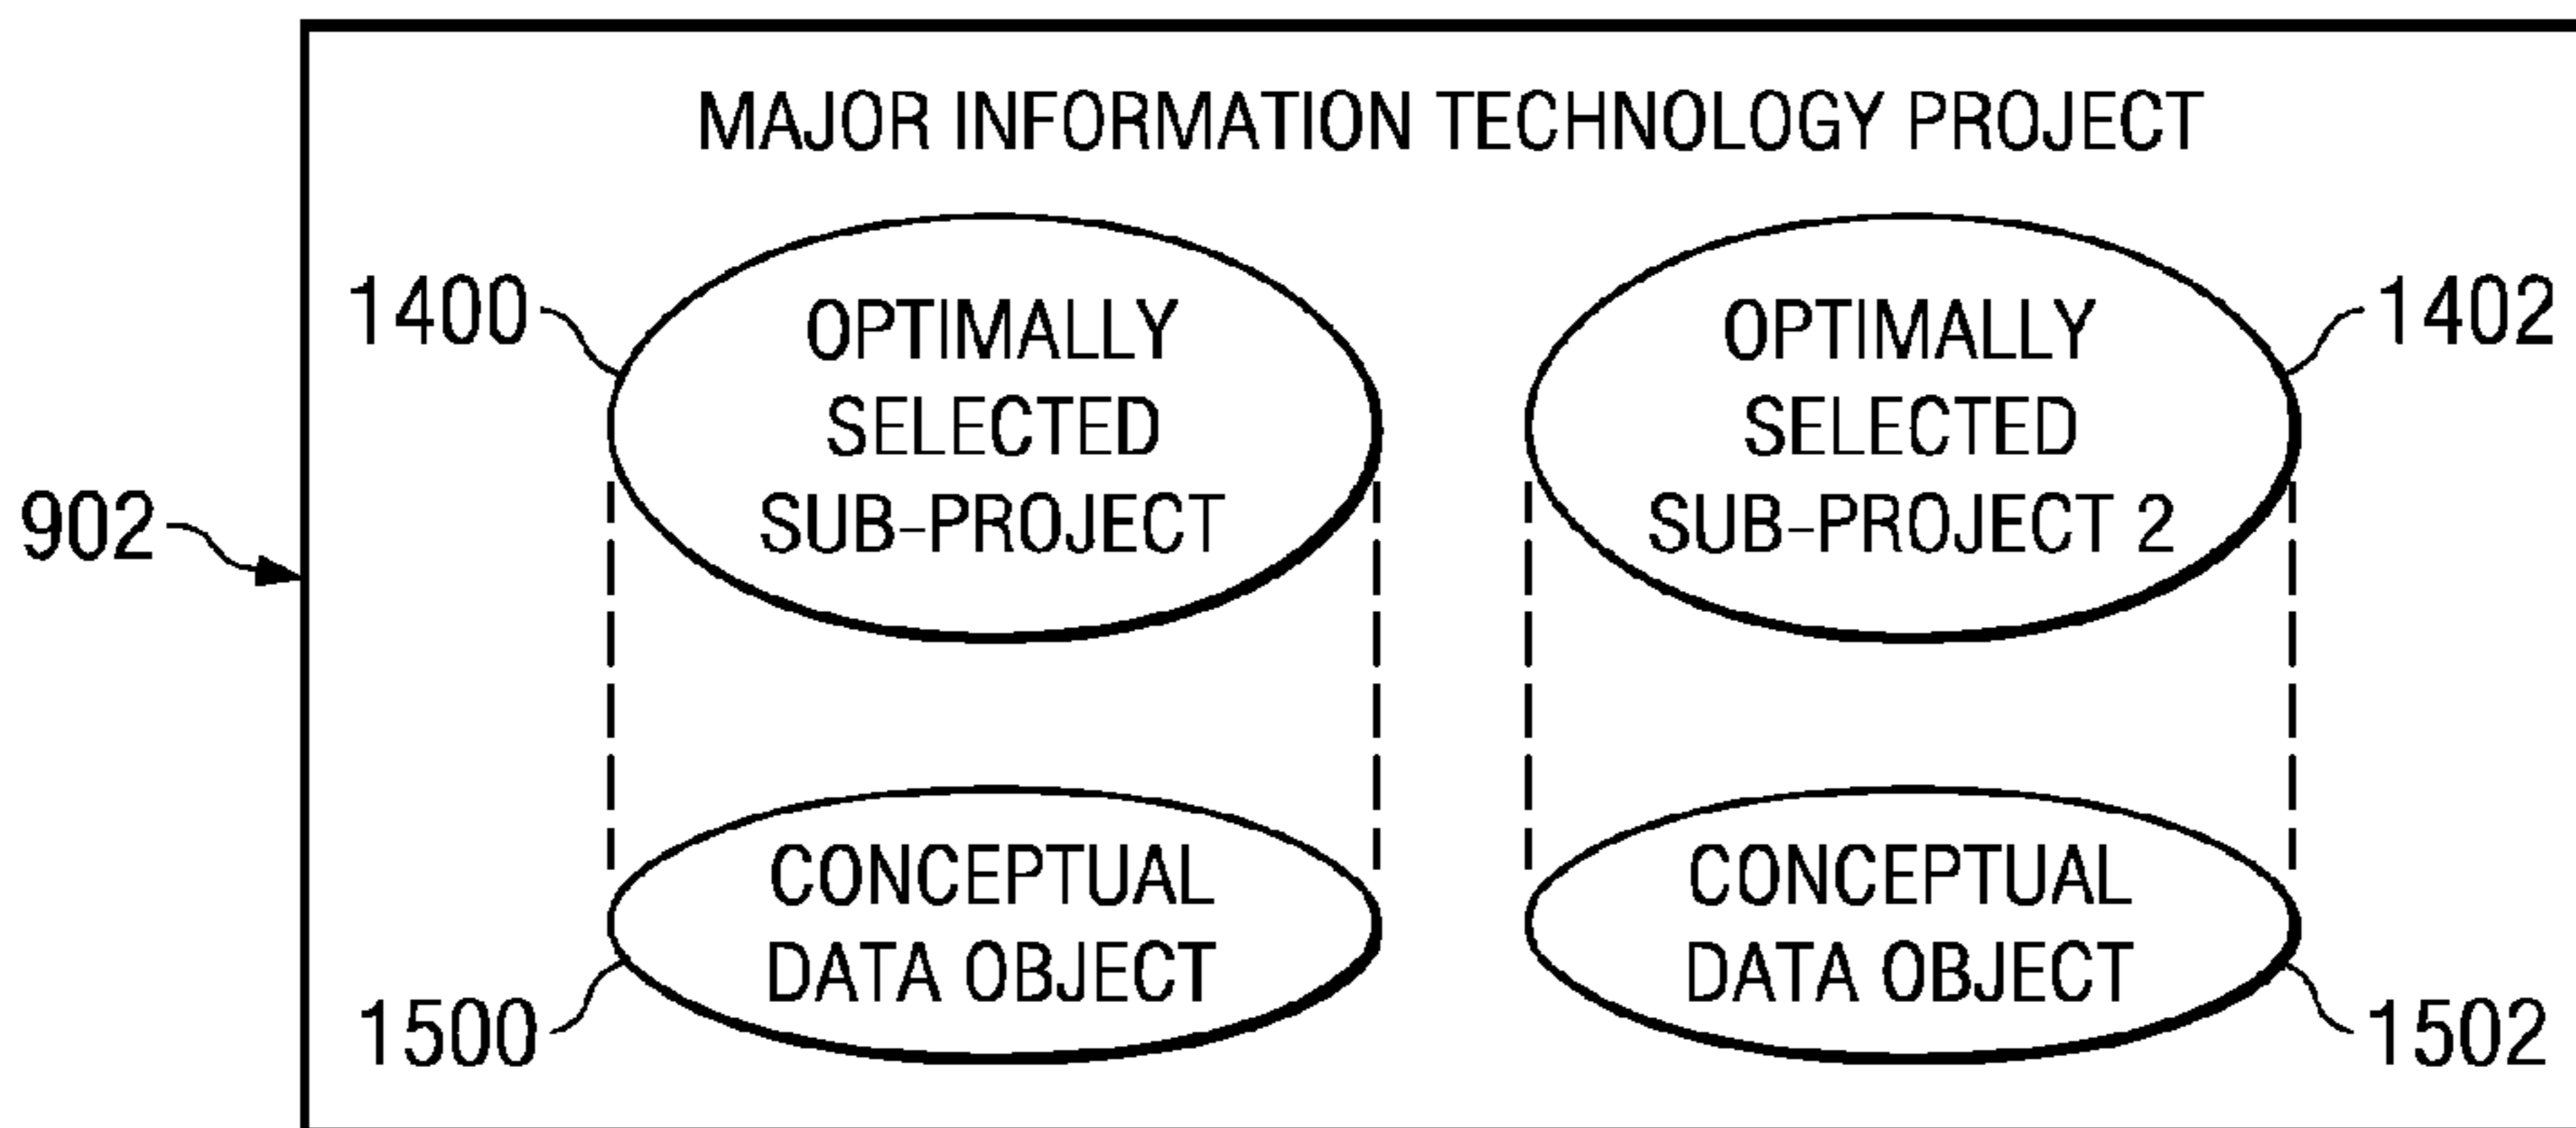 MAJOR INFORMATION TECHNOLOGY PROJECT
1400
OPTIMALLY
SELECTED
SUB-PROJECT
OPTIMALLY
SELECTED
SUB-PROJECT 2
1402
902
CONCEPTUAL
DATA OBJECT
1500
CONCEPTUAL
DATA OBJECT
1502